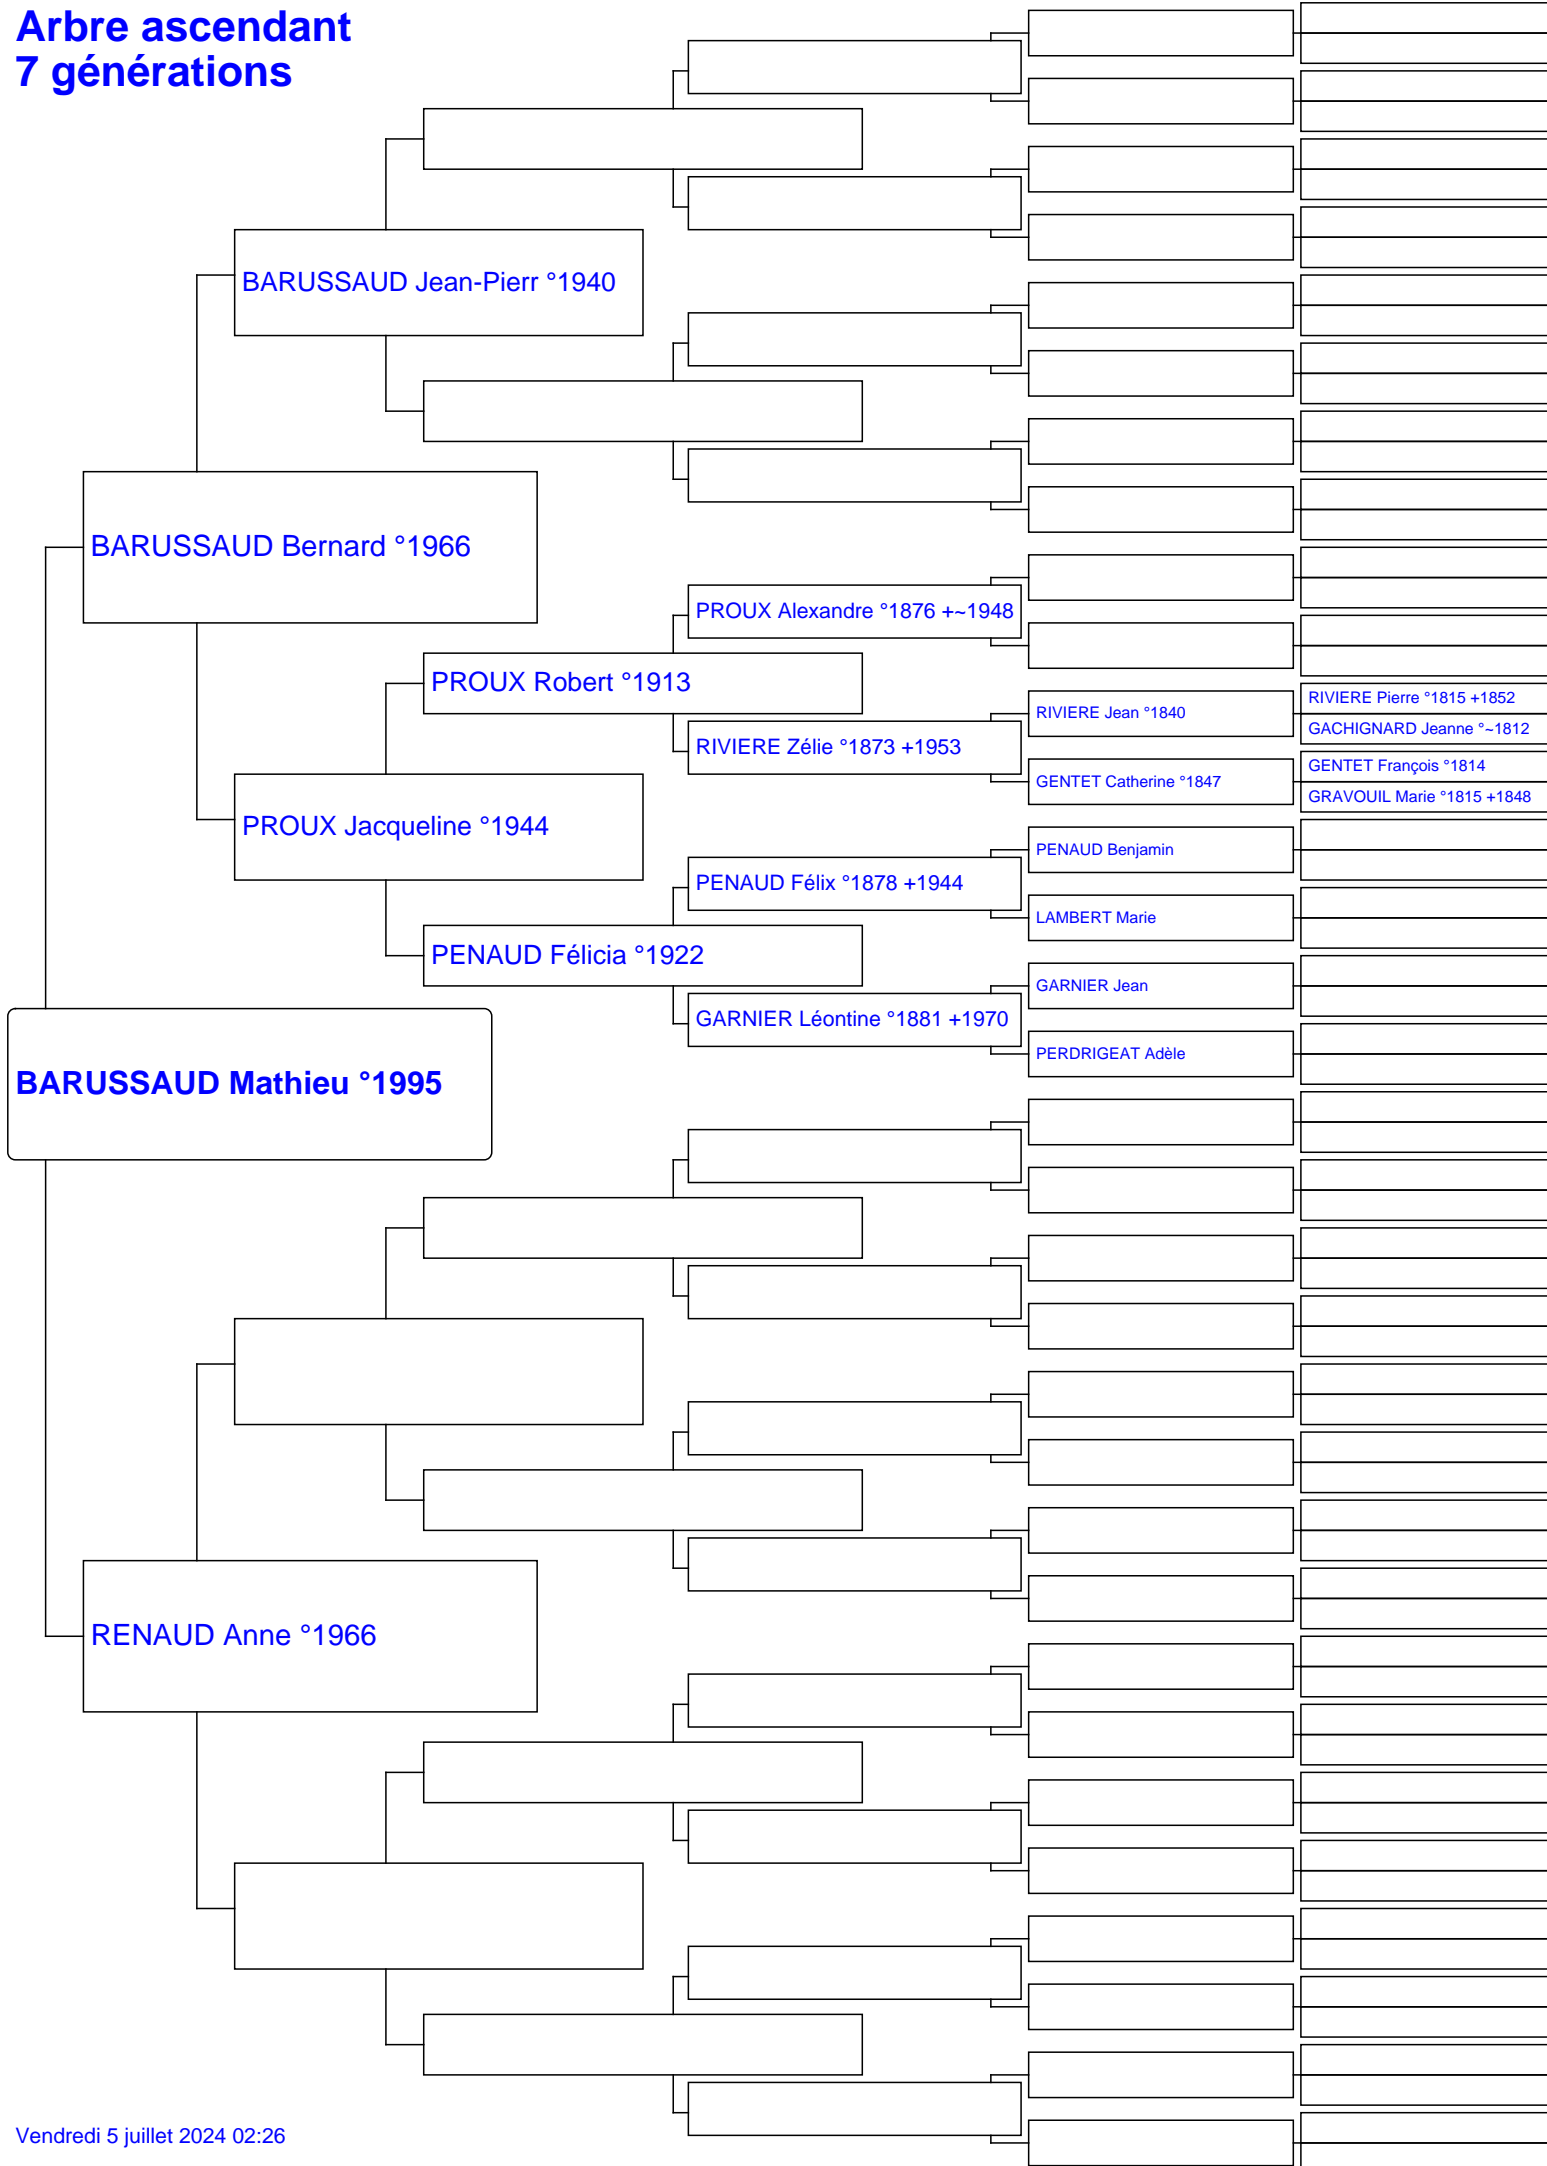 Arbre ascendant
7 générations
BARUSSAUD Jean-Pierr °1940
BARUSSAUD Bernard °1966
PROUX Alexandre °1876 +~1948
PROUX Robert °1913
RIVIERE Pierre °1815 +1852
RIVIERE Jean °1840
GACHIGNARD Jeanne °~1812
RIVIERE Zélie °1873 +1953
GENTET François °1814
GENTET Catherine °1847
GRAVOUIL Marie °1815 +1848
PROUX Jacqueline °1944
PENAUD Benjamin
PENAUD Félix °1878 +1944
LAMBERT Marie
PENAUD Félicia °1922
GARNIER Jean
GARNIER Léontine °1881 +1970
PERDRIGEAT Adèle
BARUSSAUD Mathieu °1995
RENAUD Anne °1966
Vendredi 5 juillet 2024 02:26